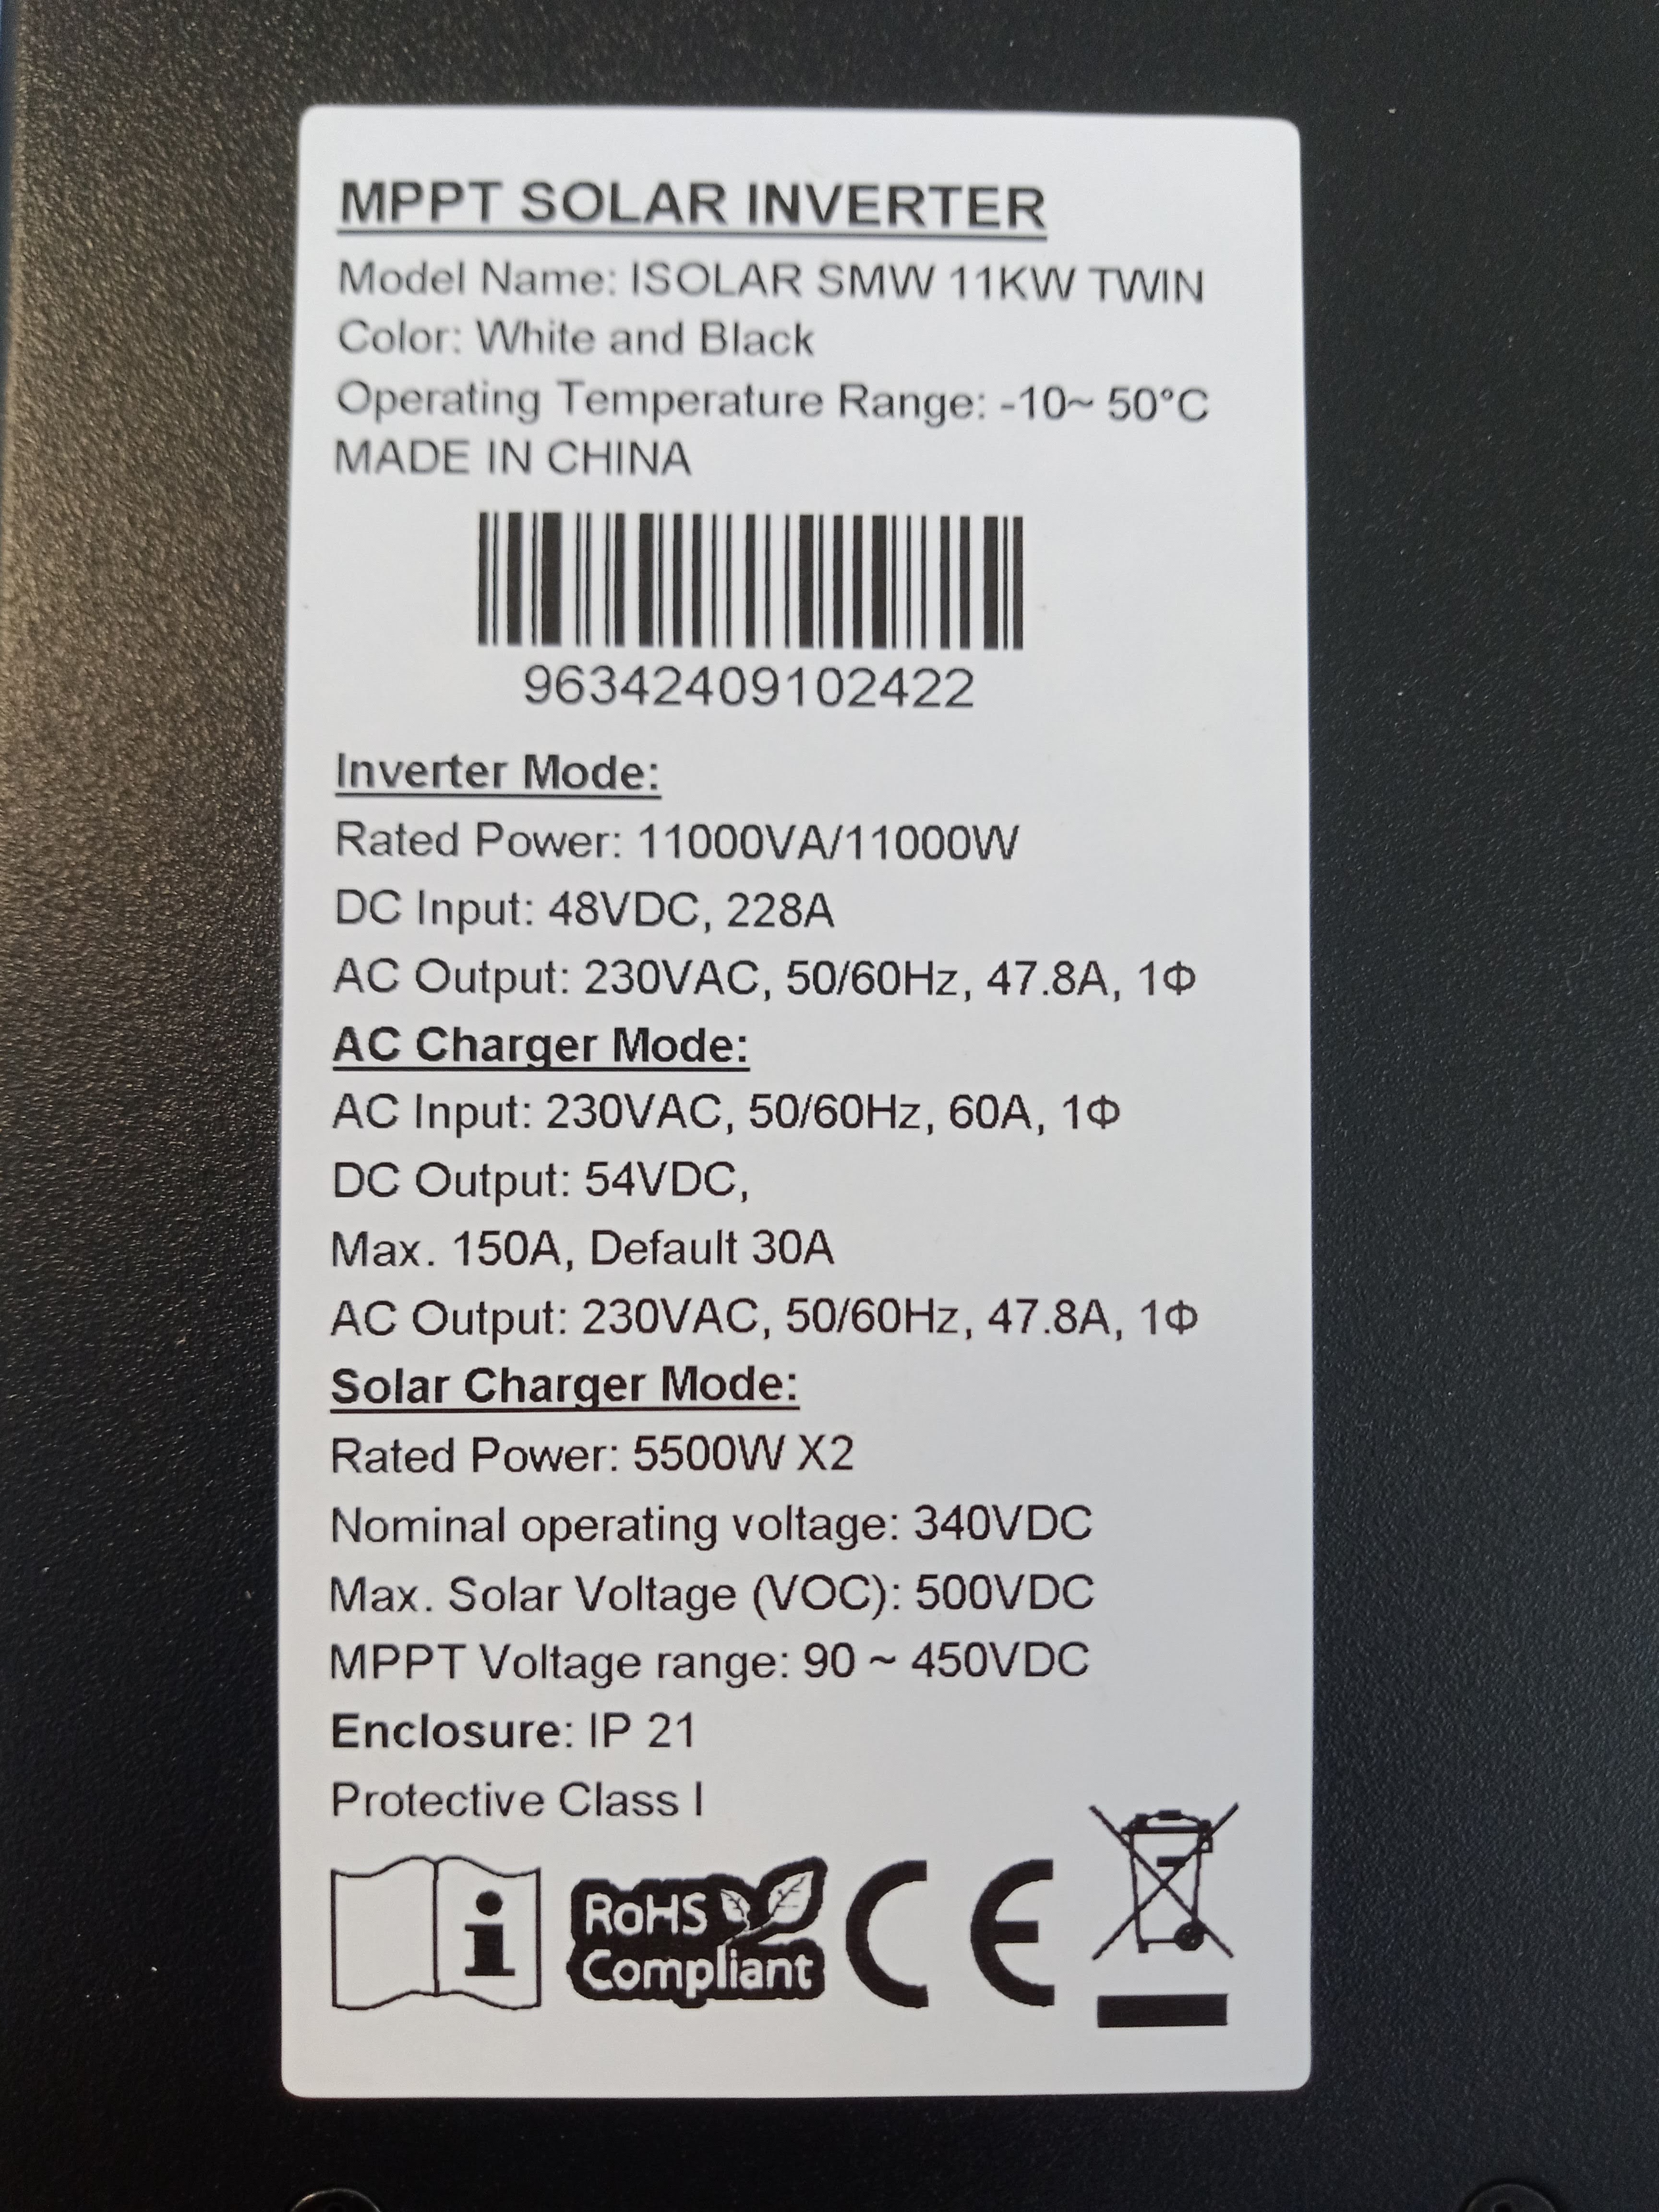 MPPT SOLAR INVERTER
Model Name: ISOLAR SMW 11KW TWIN
Color: White and Black
Operating Temperature Range: -10~ 50°C
MADE IN CHINA
96342409102422
Inverter Mode:
Rated Power: 11000VA/11000W
DC Input: 48VDC, 228A
AC Output: 230VAC, 50/60Hz, 47.8A, 1Φ
AC Charger Mode:
AC Input: 230VAC, 50/60Hz, 60A, 1Φ
DC Output: 54VDC,
Max. 150A, Default 30A
AC Output: 230VAC, 50/60Hz, 47.8A, 1Φ
Solar Charger Mode:
Rated Power: 5500W X2
Nominal operating voltage: 340VDC
Max. Solar Voltage (VOC): 500VDC
MPPT Voltage range: 90 ~ 450VDC
Enclosure: IP 21
Protective Class I
i
RoHS
Compliant
CE